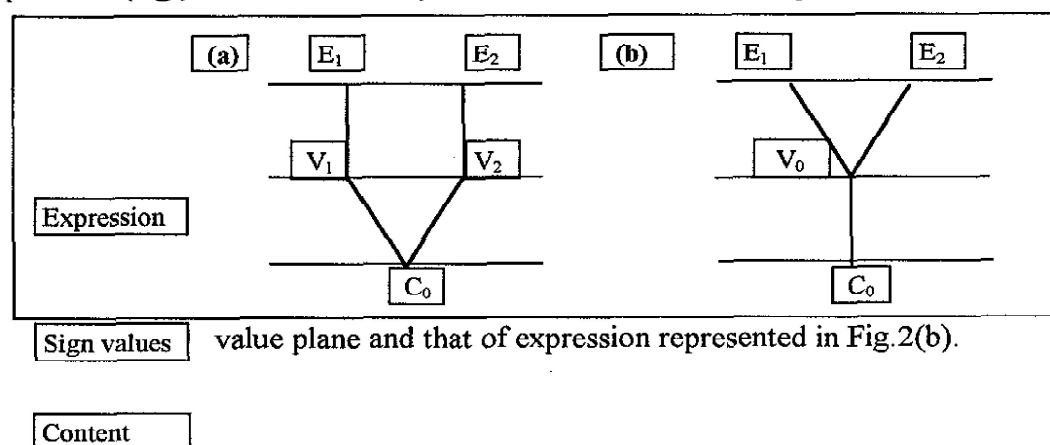 (a) E₁ E₂ (b) E₁ E₂
V₁ V₂ V₀
Expression
C₀ C₀
Sign values value plane and that of expression represented in Fig.2(b).
Content